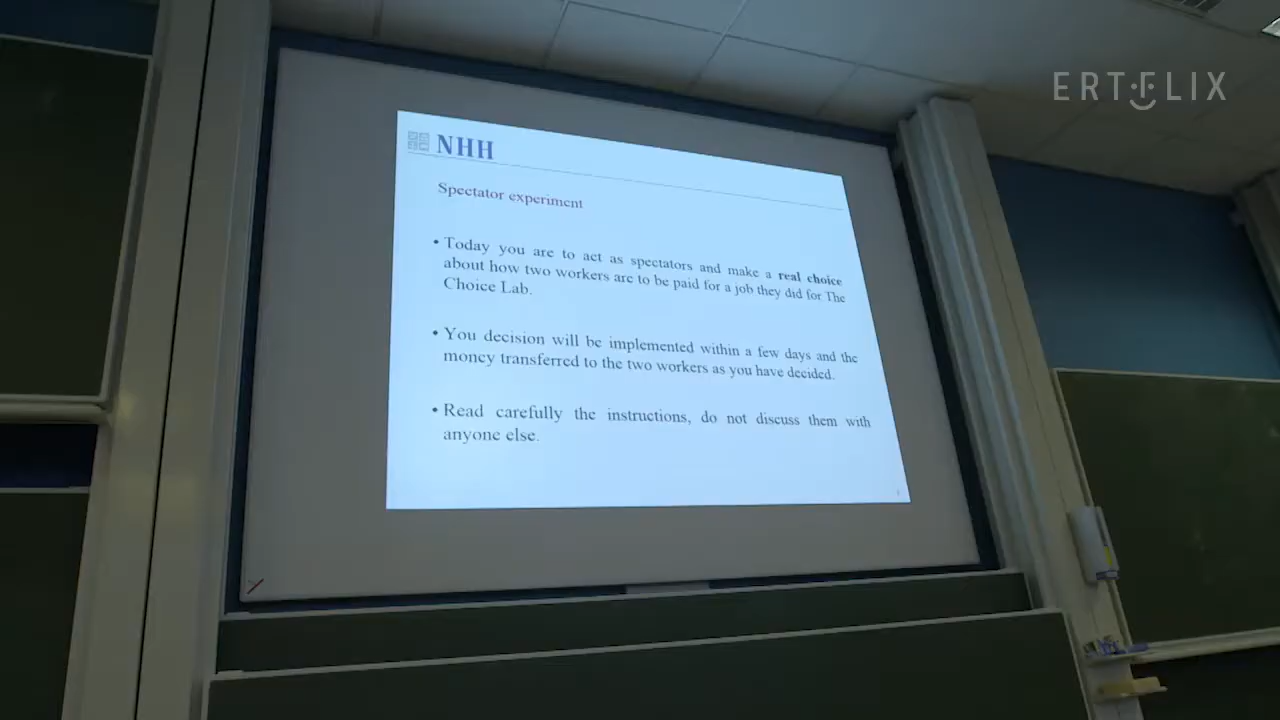 ERTFLIX
NHH
Spectator experiment
• Today you are to act as spectators and make a real choice
about how two workers are to be paid for a job they did for The
Choice Lab.
• You decision will be implemented within a few days and the
money transferred to the two workers as you have decided.
• Read carefully the instructions, do not discuss them with
anyone else.